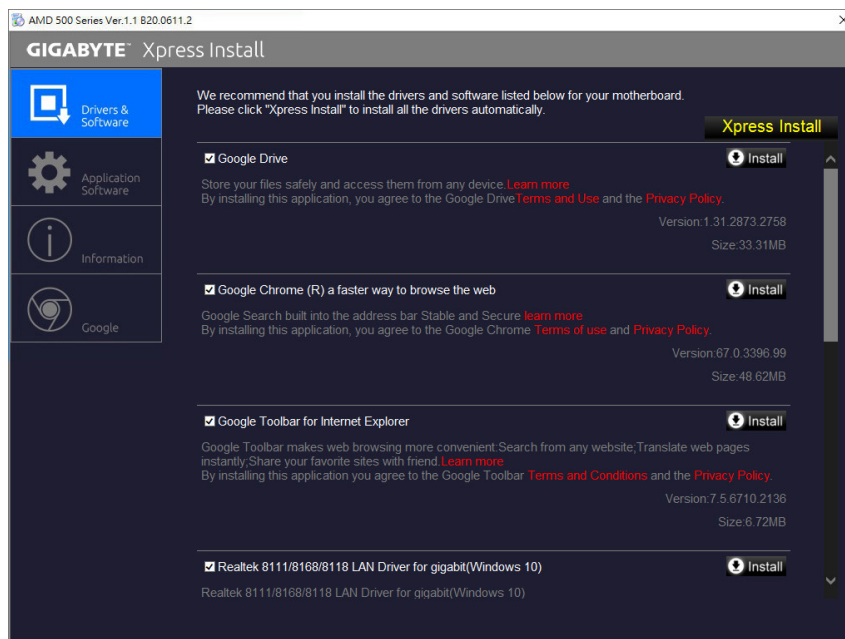 AMD 500 Series Ver.1.1 B20.0611.2
GIGABYTE™ Xpress Install
Drivers &
Software
Application
Software
Information
Google
We recommend that you install the drivers and software listed below for your motherboard.
Please click "Xpress Install" to install all the drivers automatically.
Xpress Install
Google Drive
Install
Store your files safely and access them from any device.Learn more
By installing this application, you agree to the Google DriveTerms and Use and the Privacy Policy.
Version:1.31.2873.2758
Size:33.31MB
Google Chrome (R) a faster way to browse the web
Install
Google Search built into the address bar Stable and Secure learn more
By installing this application, you agree to the Google Chrome Terms of use and Privacy Policy.
Version:67.0.3396.99
Size:48.62MB
Google Toolbar for Internet Explorer
Install
Google Toolbar makes web browsing more convenient:Search from any website;Translate web pages
instantly;Share your favorite sites with friend.Learn more
By installing this application you agree to the Google Toolbar Terms and Conditions and the Privacy Policy.
Version:7.5.6710.2136
Size:6.72MB
Realtek 8111/8168/8118 LAN Driver for gigabit(Windows 10)
Install
Realtek 8111/8168/8118 LAN Driver for gigabit(Windows 10)